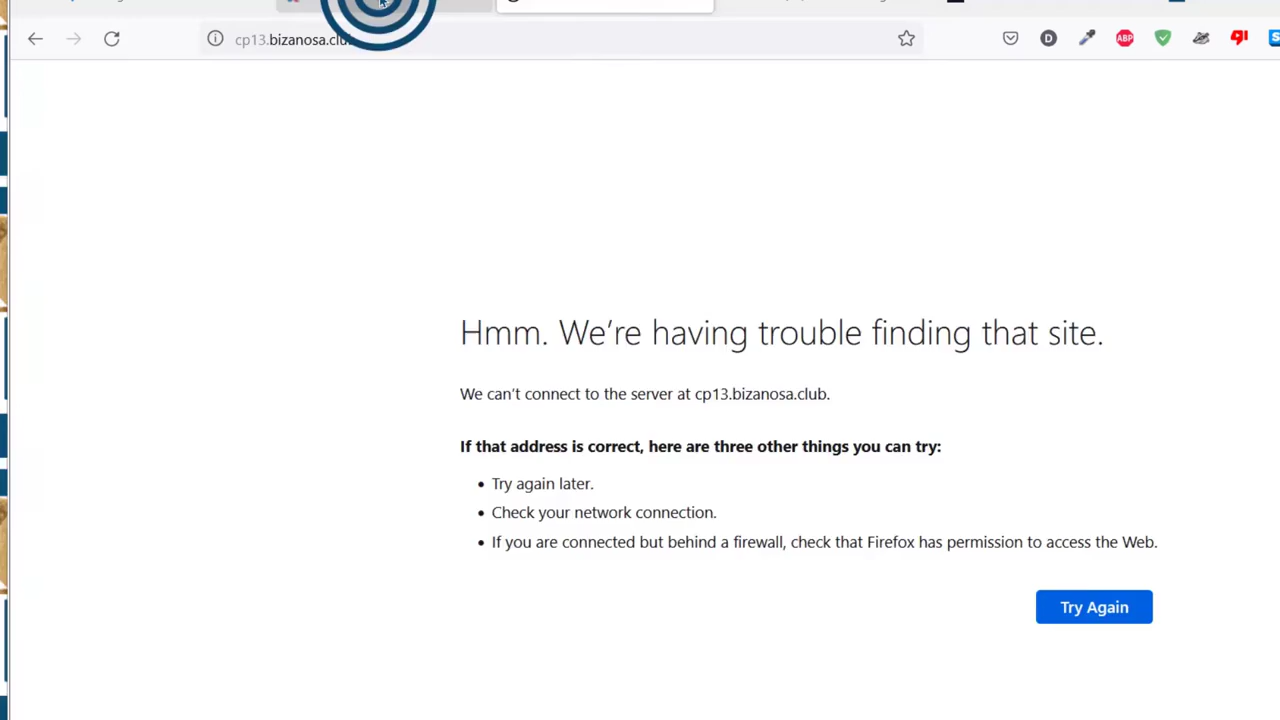 cp13.bizanosa.club
ABP
Hmm. We’re having trouble finding that site.
We can’t connect to the server at cp13.bizanosa.club.
If that address is correct, here are three other things you can try:
• Try again later.
• Check your network connection.
• If you are connected but behind a firewall, check that Firefox has permission to access the Web.
Try Again